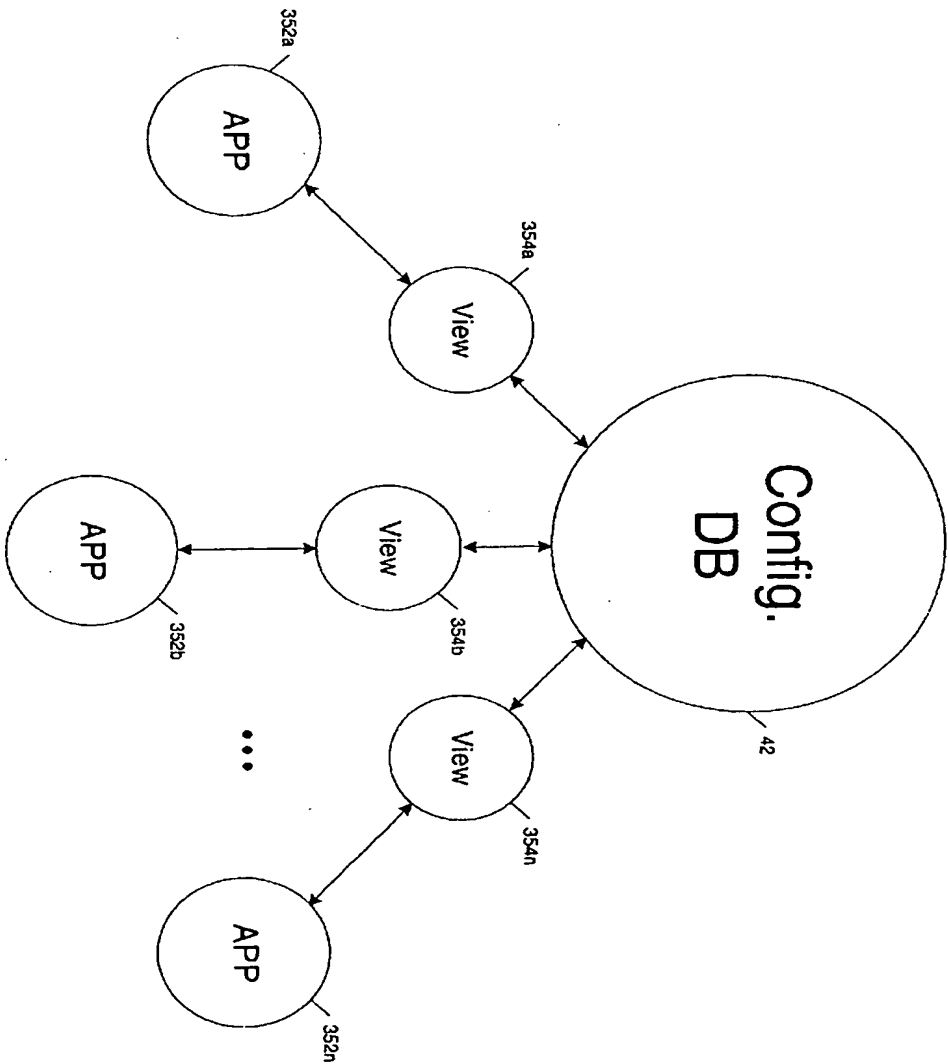 Config.
DB
42
View
354a
View
354b
View
354n
APP
352a
APP
352b
...
APP
352n